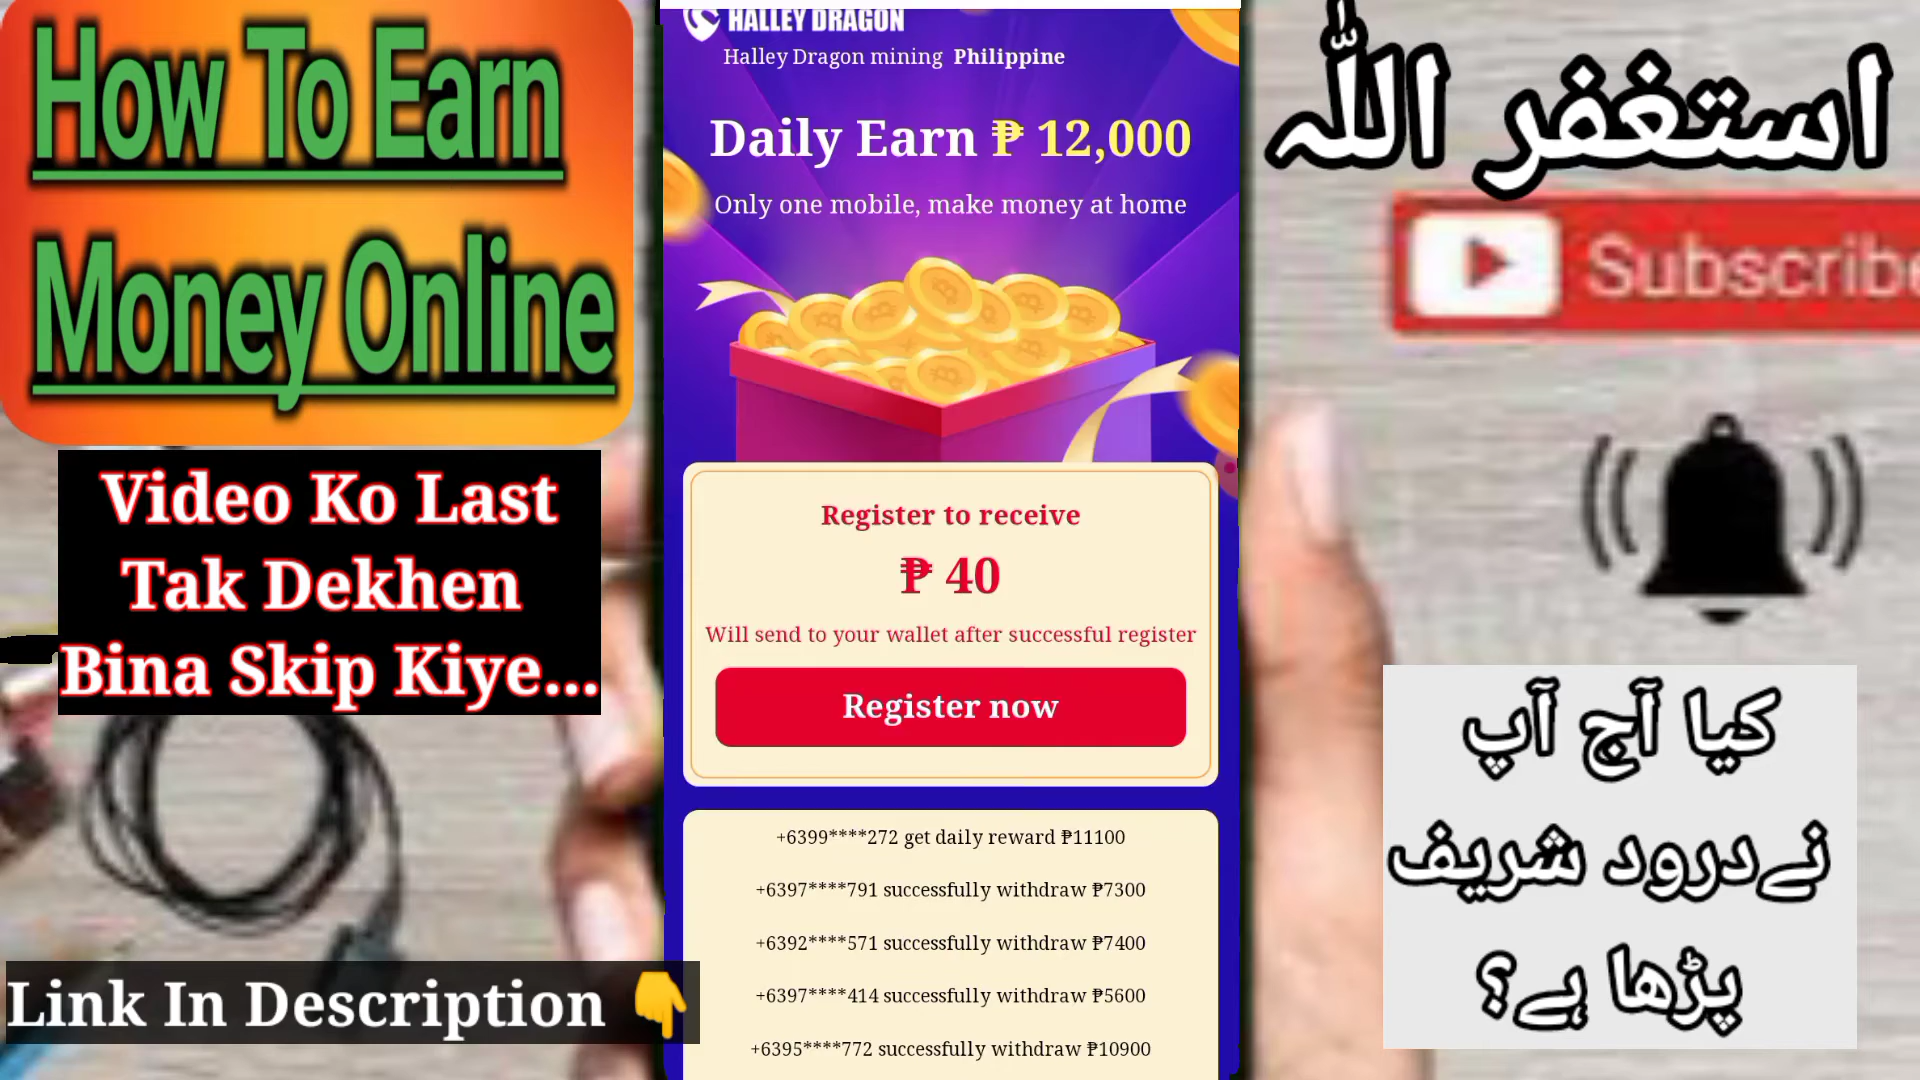 How To Earn
Money Online
Video Ko Last
Tak Dekhen
Bina Skip Kiye...
Link In Description
HALLEY DRAGON
Halley Dragon mining Philippine
Daily Earn ₱ 12,000
Only one mobile, make money at home
Register to receive
₱ 40
Will send to your wallet after successful register
Register now
+6399****272 get daily reward ₱11100
+6397****791 successfully withdraw ₱7300
+6392****571 successfully withdraw ₱7400
+6397****414 successfully withdraw ₱5600
+6395****772 successfully withdraw ₱10900
استغفر اللّٰہ
Subscribe
کیا آج آپ
نےدرود شریف
پڑھا ہے؟